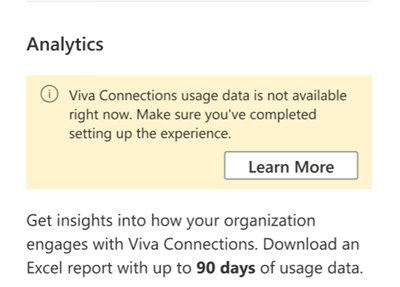 Analytics
Viva Connections usage data is not available
right now. Make sure you've completed
setting up the experience.
Learn More
Get insights into how your organization
engages with Viva Connections. Download an
Excel report with up to 90 days of usage data.